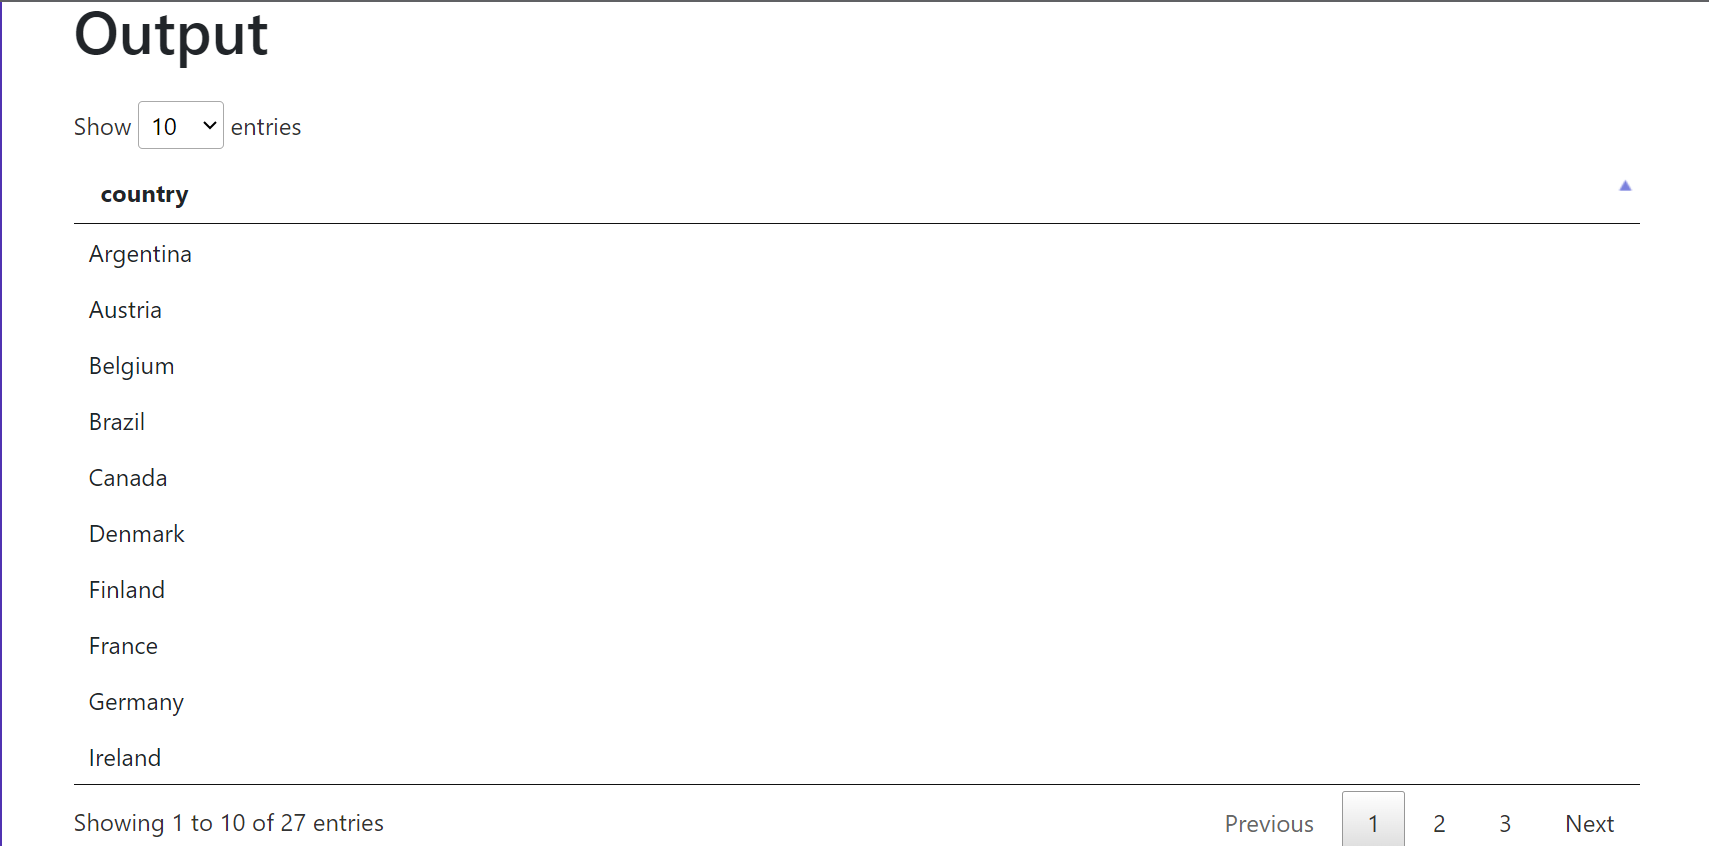 Output
Show 10 entries
country
Argentina
Austria
Belgium
Brazil
Canada
Denmark
Finland
France
Germany
Ireland
Showing 1 to 10 of 27 entries
Previous 1 2 3 Next